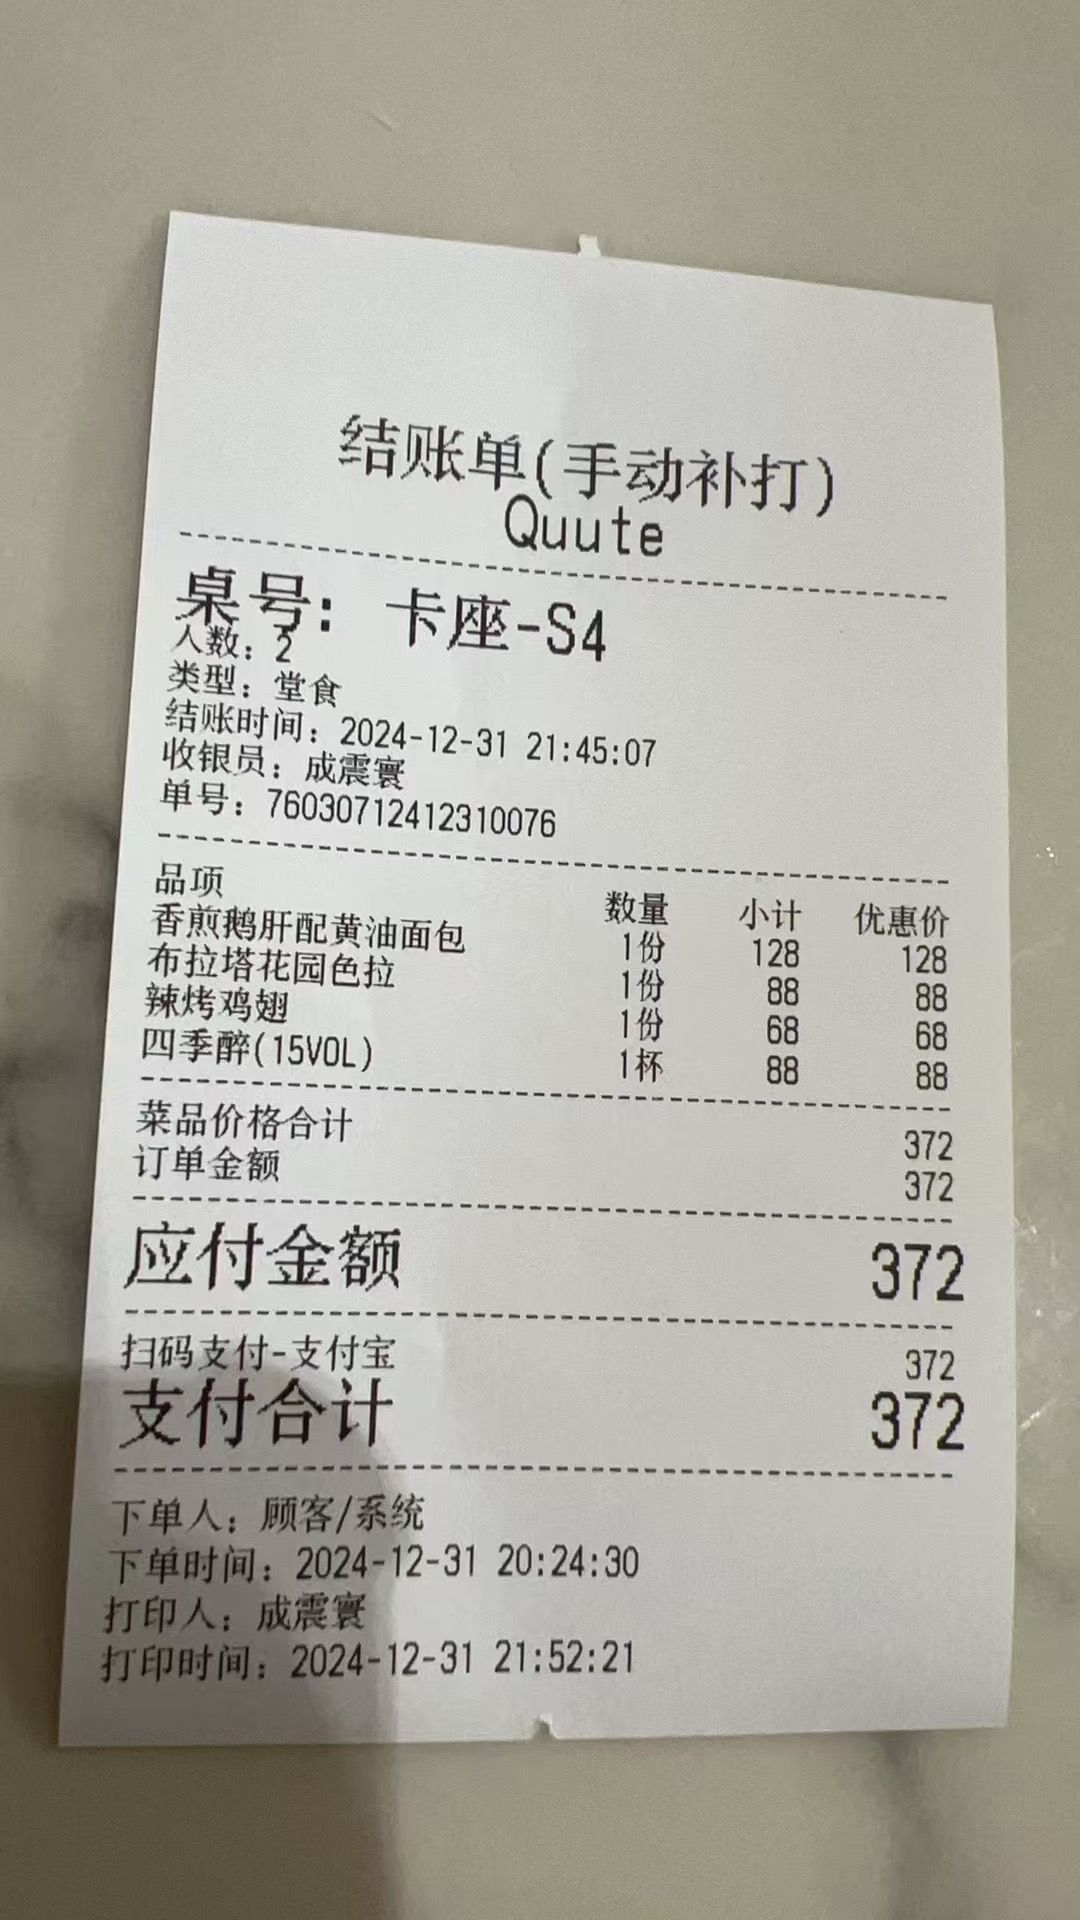 结账单(手动补打)
Quute
桌号: 卡座-S4
人数: 2
类型: 堂食
结账时间: 2024-12-31 21:45:07
收银员: 成震寰
单号: 76030712412310076
品项 数量 小计 优惠价
香煎鹅肝配黄油面包 1份 128 128
布拉塔花园色拉 1份 88 88
辣烤鸡翅 1份 68 68
四季醉(15VOL) 1杯 88 88
菜品价格合计 372
订单金额 372
应付金额 372
扫码支付-支付宝 372
支付合计 372
下单人: 顾客/系统
下单时间: 2024-12-31 20:24:30
打印人: 成震寰
打印时间: 2024-12-31 21:52:21